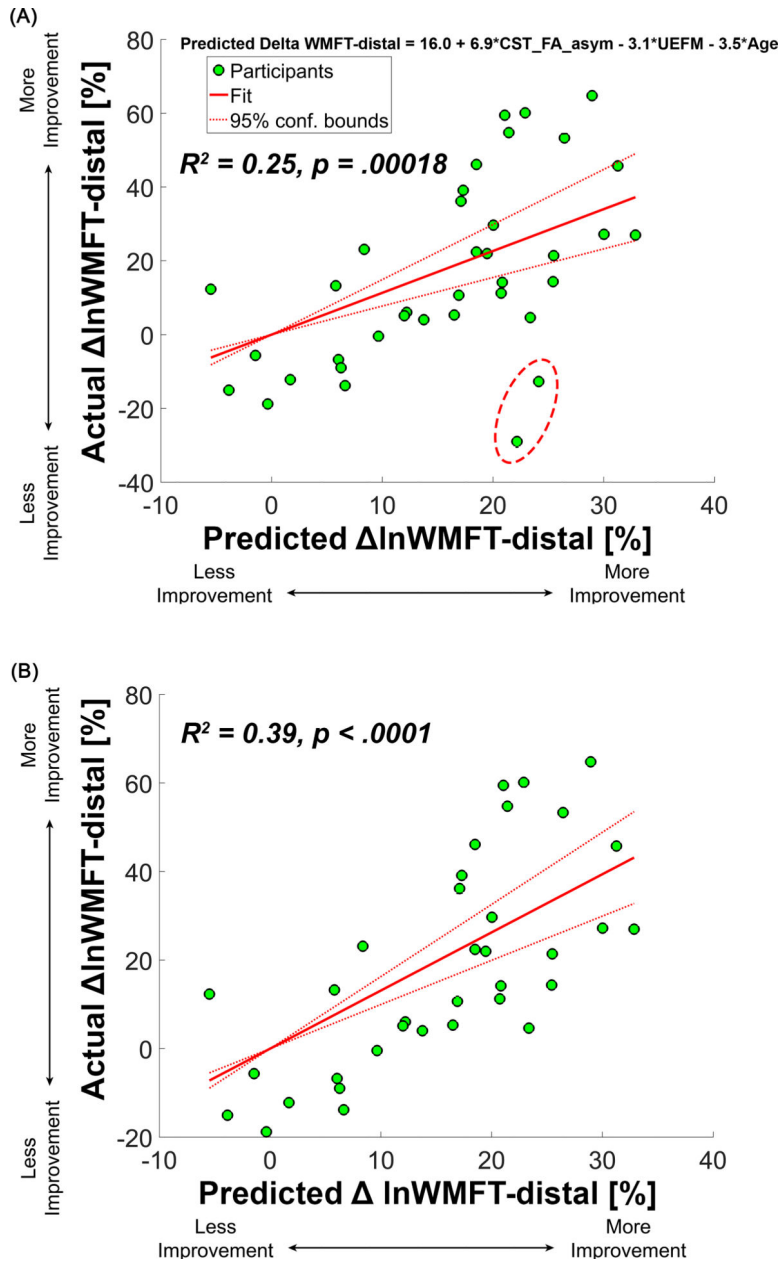 (A)
Predicted Delta WMFT-distal = 16.0 + 6.9*CST_FA_asym - 3.1*UEFM - 3.5*Age
Participants
Fit
95% conf. bounds
R² = 0.25, p = .00018
More
Improvement
Less
Improvement
Actual ΔlnWMFT-distal [%]
80
60
40
20
0
-20
-40
-10
0
10
20
30
40
Predicted ΔlnWMFT-distal [%]
Less
Improvement
More
Improvement
(B)
R² = 0.39, p < .0001
More
Improvement
Less
Improvement
Actual ΔlnWMFT-distal [%]
80
60
40
20
0
-20
-10
0
10
20
30
40
Predicted Δ lnWMFT-distal [%]
Less
Improvement
More
Improvement